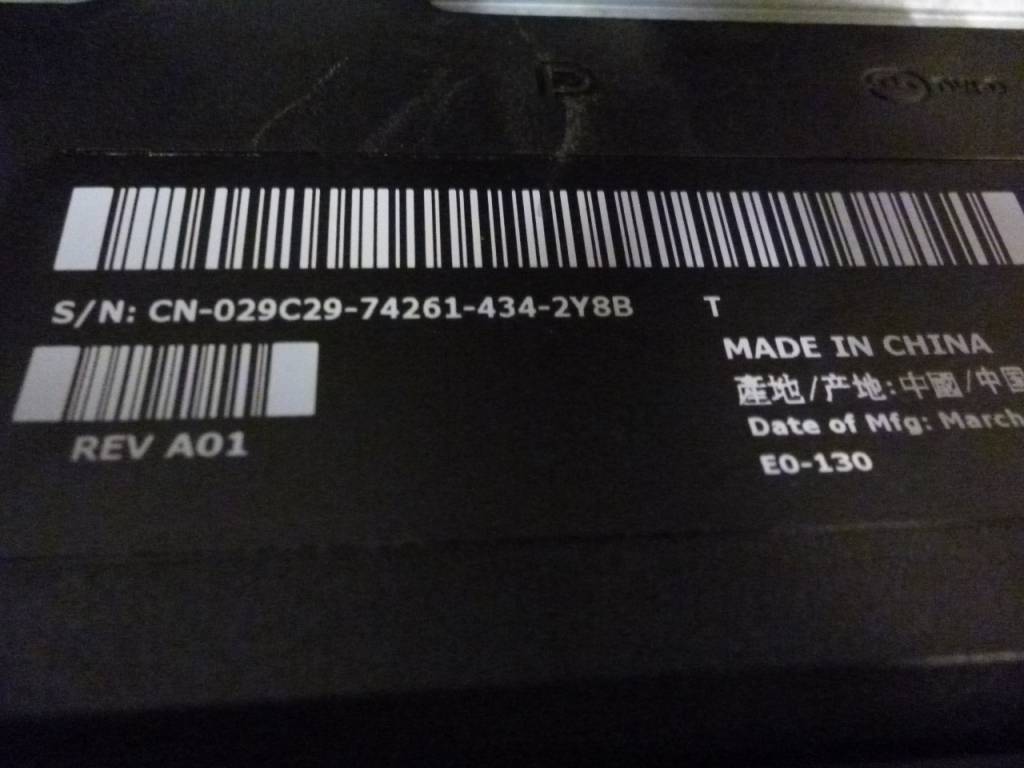 D
S/N: CN-029C29-74261-434-2Y8B T
REV A01
MADE IN CHINA
產地/产地:中國/中国
Date of Mfg: March
E0-130